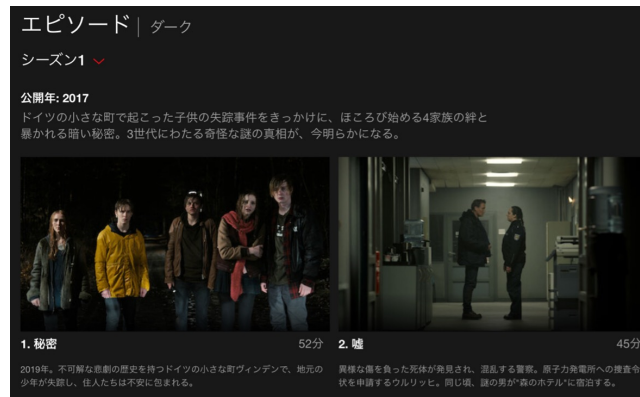 エピソード | ダーク
シーズン1
公開年: 2017
ドイツの小さな町で起こった子供の失踪事件をきっかけに、ほころび始める4家族の絆と
暴かれる暗い秘密。3世代にわたる奇怪な謎の真相が、今明らかになる。
1. 秘密 52分
2019年。不可解な悲劇の歴史を持つドイツの小さな町ヴィンデンで、地元の
少年が失踪し、住人たちは不安に包まれる。
2. 嘘 45分
異様な傷を負った死体が発見され、混乱する警察。原子力発電所への捜査令
状を申請するウルリッヒ。同じ頃、謎の男が"森のホテル"に宿泊する。